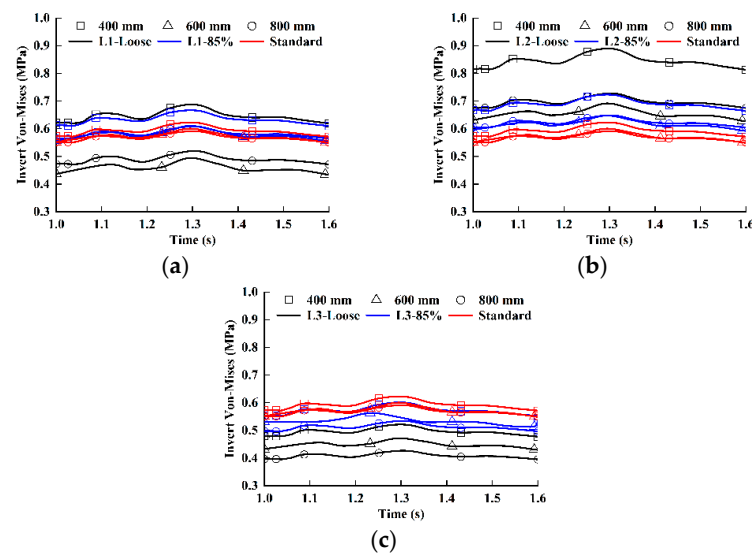 400 mm 600 mm 800 mm
L1-Loose L1-85% Standard
Invert Von-Mises (MPa)
1.0
0.9
0.8
0.7
0.6
0.5
0.4
0.3
1.0 1.1 1.2 1.3 1.4 1.5 1.6
Time (s)
(a)
400 mm 600 mm 800 mm
L2-Loose L2-85% Standard
Invert Von-Mises (MPa)
1.0
0.9
0.8
0.7
0.6
0.5
0.4
0.3
1.0 1.1 1.2 1.3 1.4 1.5 1.6
Time (s)
(b)
400 mm 600 mm 800 mm
L3-Loose L3-85% Standard
Invert Von-Mises (MPa)
1.0
0.9
0.8
0.7
0.6
0.5
0.4
0.3
1.0 1.1 1.2 1.3 1.4 1.5 1.6
Time (s)
(c)